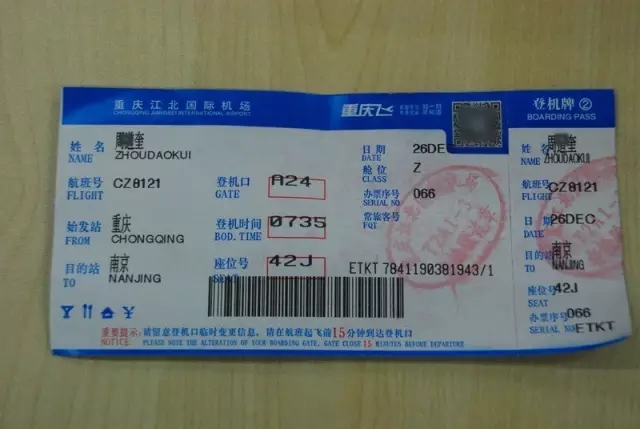 重庆江北国际机场
CHONGQING JIANGBEI INTERNATIONAL AIRPORT
重庆飞
登机牌②
BOARDING PASS
姓名 周 奎
NAME ZHOUDAOKUI
航班号 CZ8121
FLIGHT
登机口 A24
GATE
始发站 重庆
FROM CHONGQING
登机时间 0735
BOD. TIME
目的站 南京
TO NANJING
座位号 42J
SEAT
日期 26DEC
DATE
舱位 Z
CLASS
办票序号 066
SERIAL NO
常旅客号
FQT
ETKT 7841190381943/1
重要提示: 请留意登机口临时变更信息，请在航班起飞前15分钟到达登机口
NOTICE: PLEASE NOTE THE ALTERATION OF YOUR BOARDING GATE, GATE CLOSE 15 MINUTES BEFORE DEPARTURE
姓名 奎
NAME ZHOUDAOKUI
航班号 CZ8121
FLIGHT
日期 26DEC
DATE
目的站 南京
TO NANJING
座位号 42J
SEAT
办票序号 066
SERIAL NO ETKT